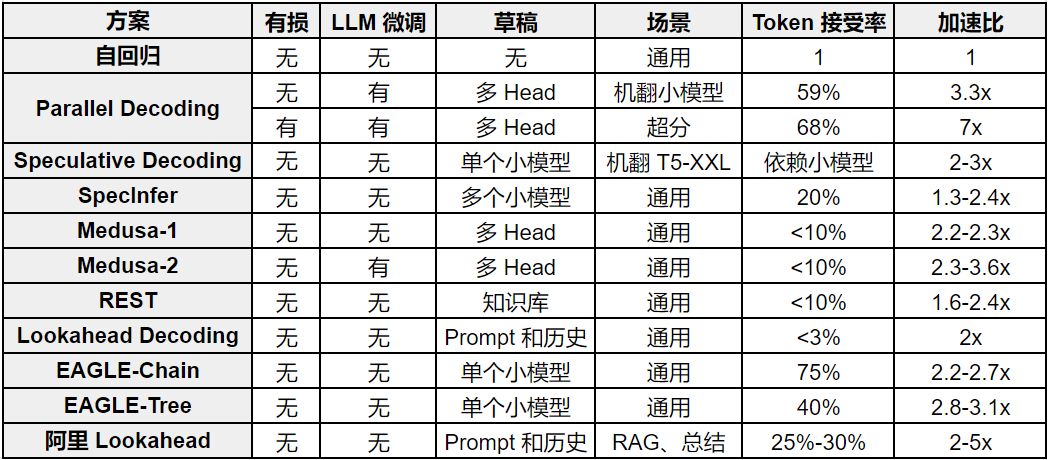 方案 有损 LLM 微调 草稿 场景 Token 接受率 加速比
自回归 无 无 无 通用 1 1
Parallel Decoding 无 有 多 Head 机翻小模型 59% 3.3x
有 有 多 Head 超分 68% 7x
Speculative Decoding 无 无 单个小模型 机翻 T5-XXL 依赖小模型 2-3x
SpecInfer 无 无 多个小模型 通用 20% 1.3-2.4x
Medusa-1 无 无 多 Head 通用 <10% 2.2-2.3x
Medusa-2 无 有 多 Head 通用 <10% 2.3-3.6x
REST 无 无 知识库 通用 <10% 1.6-2.4x
Lookahead Decoding 无 无 Prompt 和历史 通用 <3% 2x
EAGLE-Chain 无 无 单个小模型 通用 75% 2.2-2.7x
EAGLE-Tree 无 无 单个小模型 通用 40% 2.8-3.1x
阿里 Lookahead 无 无 Prompt 和历史 RAG、总结 25%-30% 2-5x